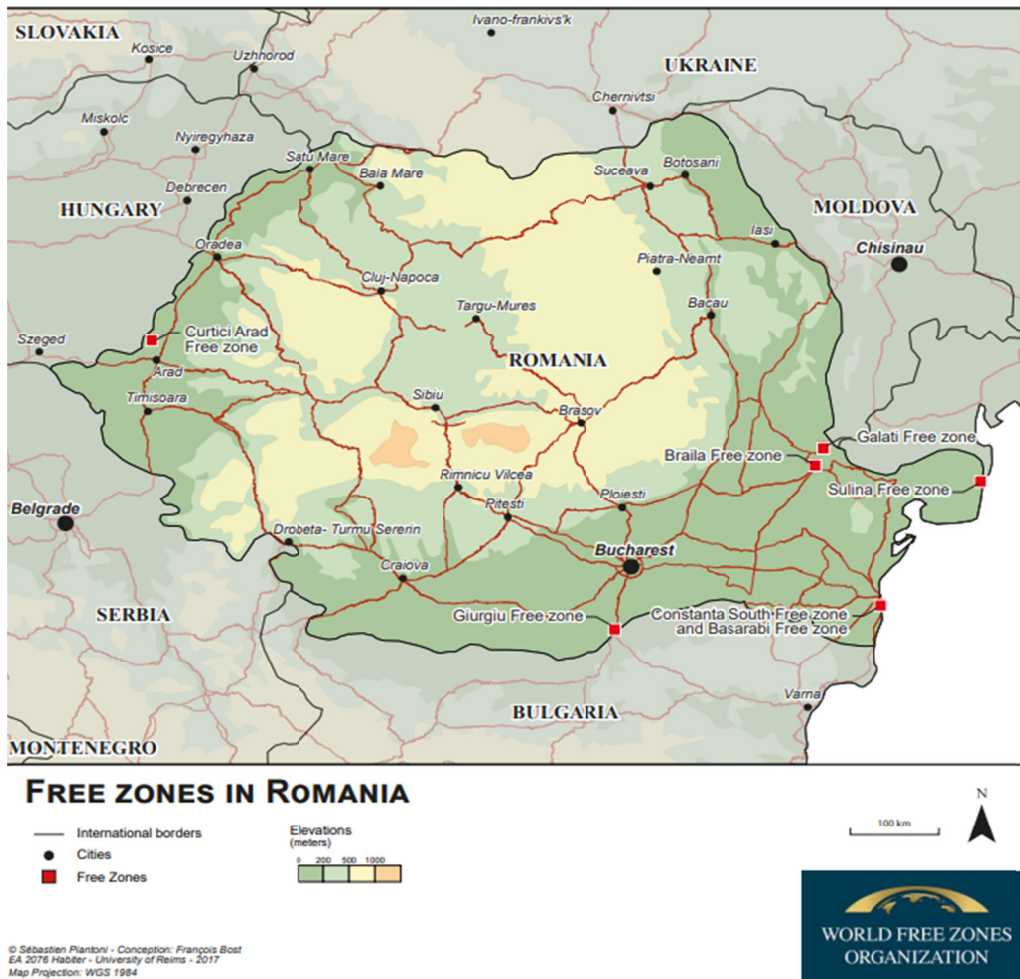 SLOVAKIA
Kosice
Uzhhorod
Ivano-frankivs'k
UKRAINE
Chernivtsi
Miskolc
Nyiregyhaza
Satu Mare
Baia Mare
Suceava
Botosani
Debrecen
HUNGARY
MOLDOVA
Iasi
Chisinau
Oradea
Cluj-Napoca
Piatra-Neamt
Targu-Mures
Bacau
Szeged
Curtici Arad
Free zone
Arad
ROMANIA
Timisoara
Sibiu
Brasov
Galati Free zone
Braila Free zone
Rimnicu Vilcea
Sulina Free zone
Ploiesti
Pitesti
Belgrade
Drobeta- Turmu Sererin
Bucharest
Craiova
SERBIA
Giurgiu Free zone
Constanta South Free zone
and Basarabi Free zone
Varna
BULGARIA
MONTENEGRO
FREE ZONES IN ROMANIA
N
International borders
Cities
Free Zones
Elevations
(meters)
0 200 500 1000
100 km
WORLD FREE ZONES
ORGANIZATION
© Sébastien Piantoni - Conception: François Bost
EA 2076 Habiter - University of Reims - 2017
Map Projection: WGS 1984